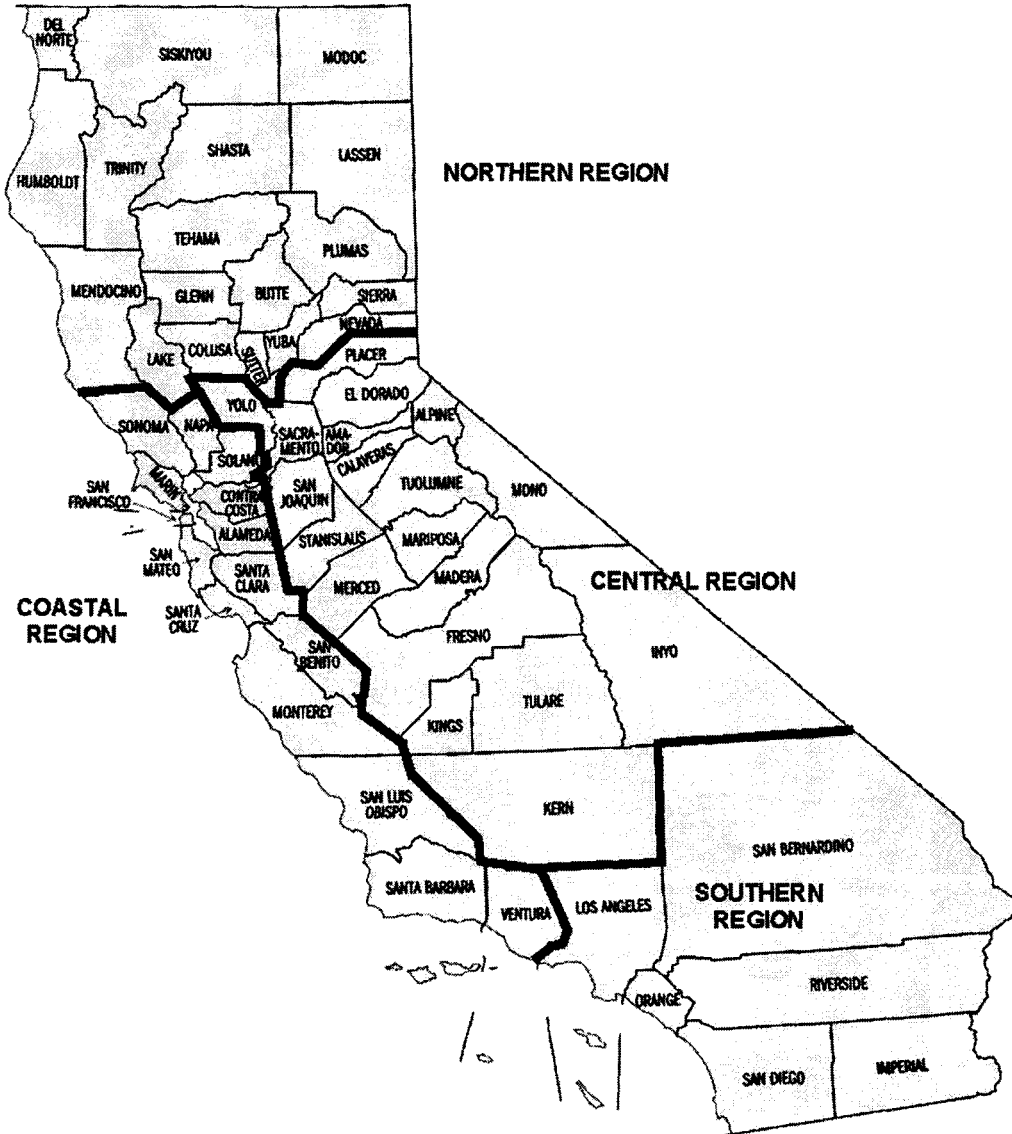 DEL
NORTE
SISKIYOU
MODOC
HUMBOLDT
TRINITY
SHASTA
LASSEN
NORTHERN REGION
TEHAMA
PLUMAS
MENDOCINO
GLENN
BUTTE
SIERRA
NEVADA
LAKE
COLUSA
SUTTER
YUBA
PLACER
YOLO
EL DORADO
SONOMA
NAPA
SACRA-
MENTO
AMA-
DOR
ALPINE
SOLANO
CALAVERAS
MARIN
SAN
FRANCISCO
CONTRA
COSTA
SAN
JOAQUIN
TUOLUMNE
MONO
ALAMEDA
STANISLAUS
MARIPOSA
SAN
MATEO
SANTA
CLARA
MERCED
MADERA
CENTRAL REGION
COASTAL
REGION
SANTA
CRUZ
SAN
BENITO
FRESNO
INYO
MONTEREY
KINGS
TULARE
SAN LUIS
OBISPO
KERN
SAN BERNARDINO
SANTA BARBARA
VENTURA
LOS ANGELES
SOUTHERN
REGION
ORANGE
RIVERSIDE
SAN DIEGO
IMPERIAL